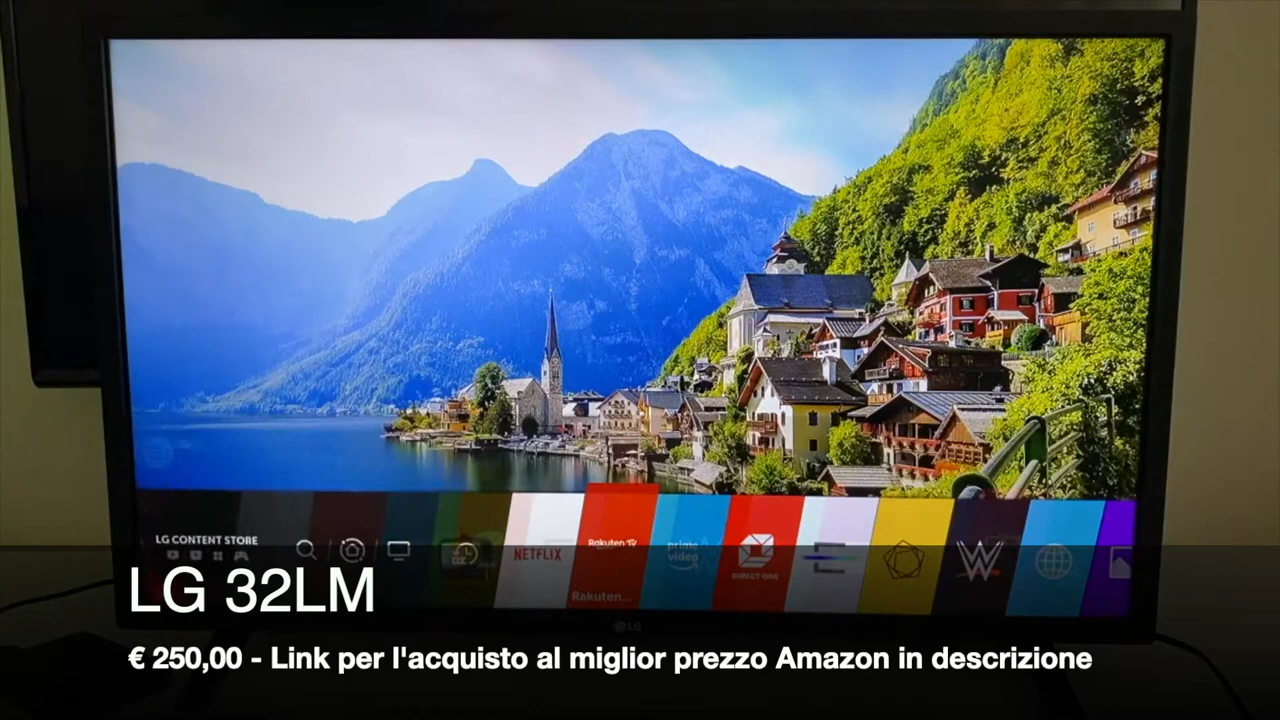 LG CONTENT STORE
NETFLIX
Rakuten TV
prime video
DIRECT ONE
Rakuten...
LG
LG 32LM
€ 250,00 - Link per l'acquisto al miglior prezzo Amazon in descrizione